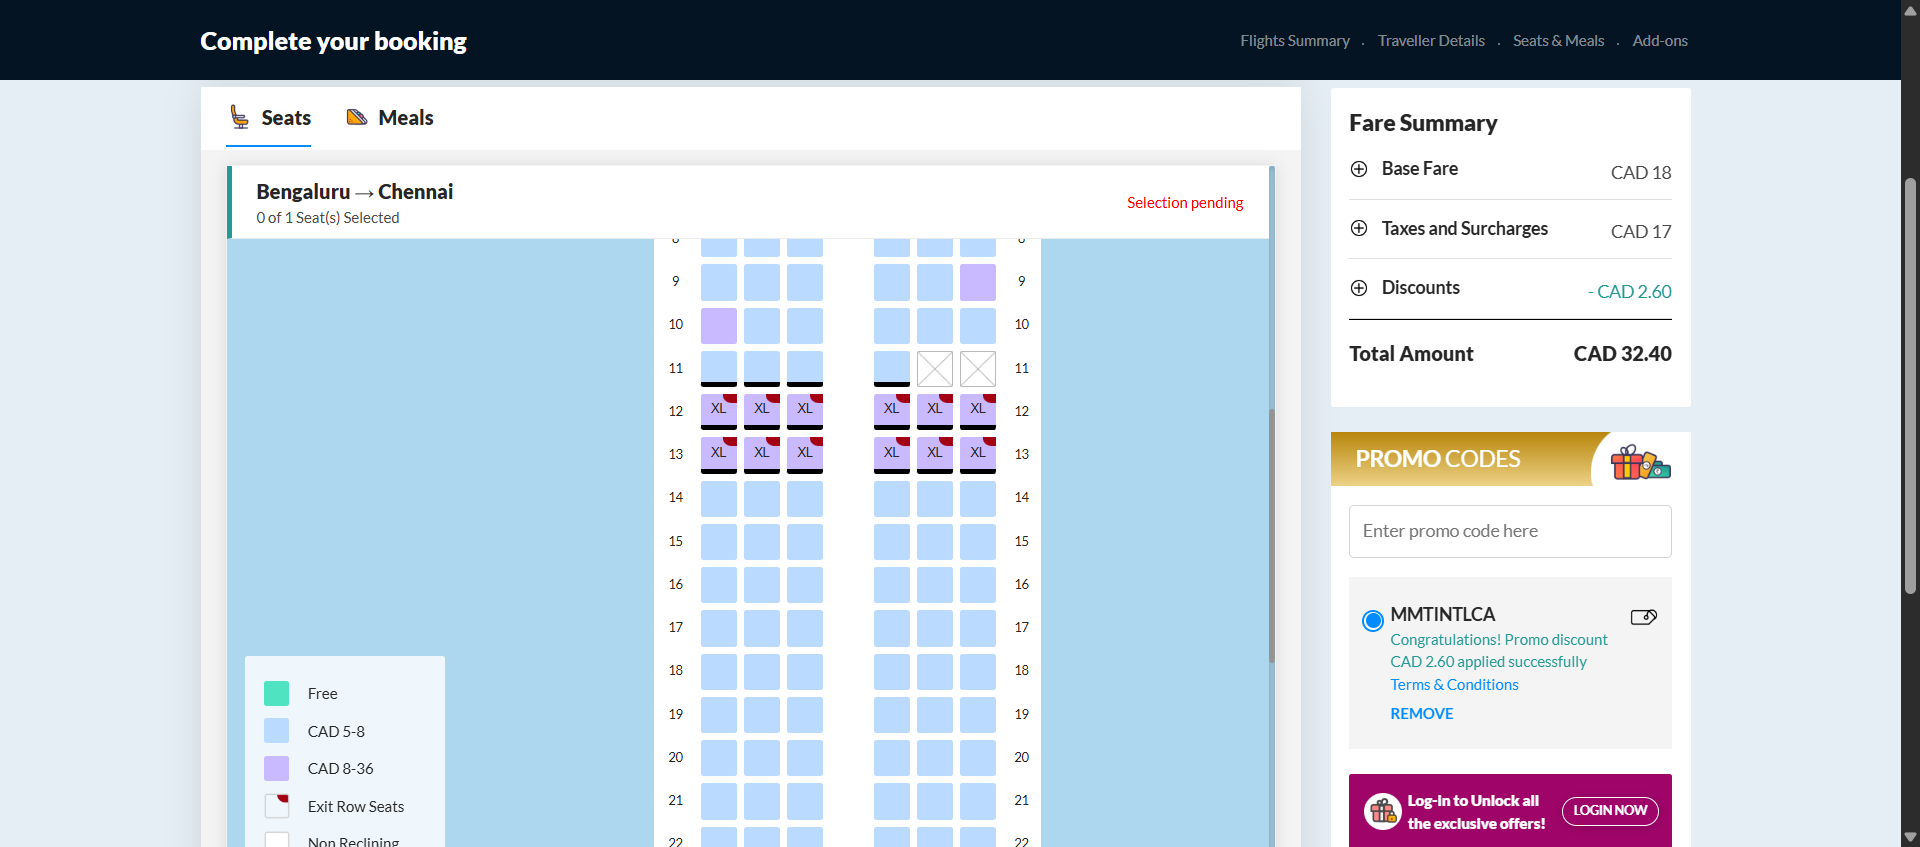 Complete your booking
Flights Summary . Traveller Details . Seats & Meals . Add-ons
Seats
Meals
Bengaluru → Chennai
0 of 1 Seat(s) Selected
Selection pending
9 9
10 10
11 11
12 XL XL XL XL XL XL 12
13 XL XL XL XL XL XL 13
14 14
15 15
16 16
17 17
18 18
19 19
20 20
21 21
22 22
Free
CAD 5-8
CAD 8-36
Exit Row Seats
Non Reclining
Fare Summary
Base Fare CAD 18
Taxes and Surcharges CAD 17
Discounts - CAD 2.60
Total Amount CAD 32.40
PROMO CODES
Enter promo code here
MMTINTLCA
Congratulations! Promo discount
CAD 2.60 applied successfully
Terms & Conditions
REMOVE
Log-in to Unlock all
the exclusive offers!
LOGIN NOW